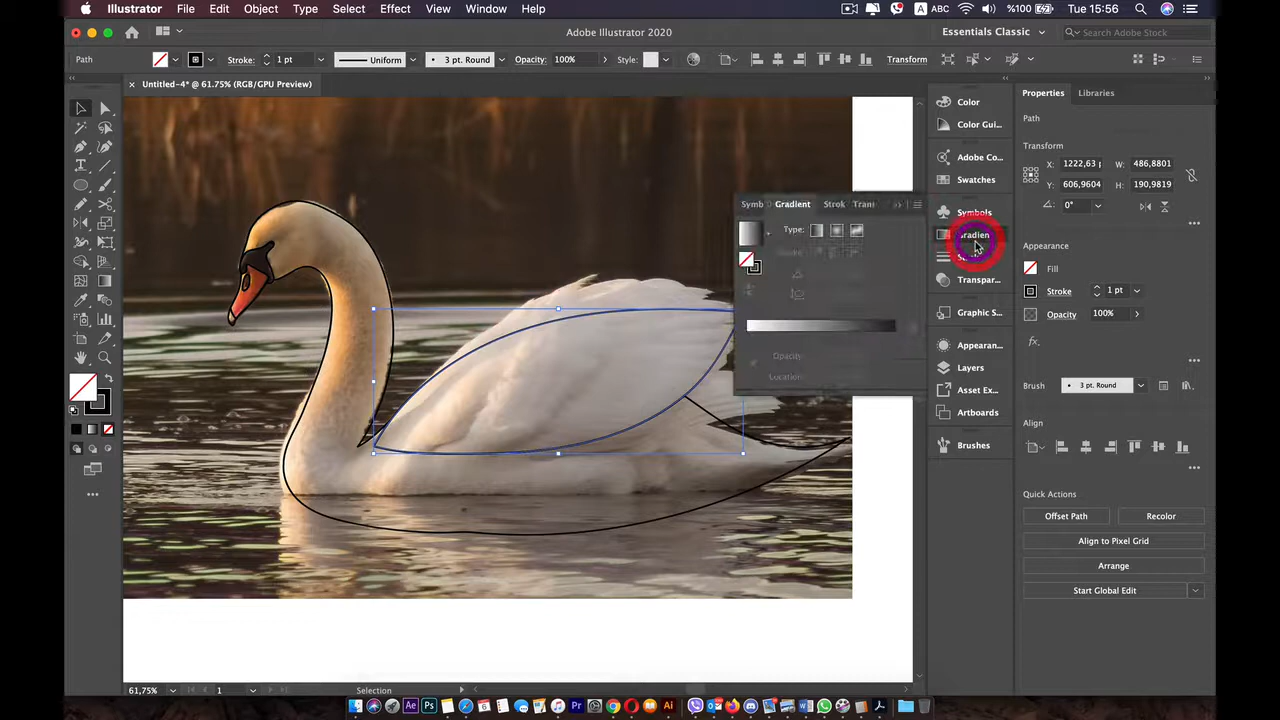 Illustrator File Edit Object Type Select Effect View Window Help
ABC %100 Tue 15:56
Adobe Illustrator 2020
Essentials Classic
Search Adobe Stock
Path
Stroke: 1 pt
Uniform
3 pt. Round
Opacity: 100%
Style:
Transform
× Untitled-4* @ 61.75% (RGB/GPU Preview)
Color
Color Gui...
Adobe Co...
Swatches
Symbols
Transpar...
Graphic S...
Appearan...
Layers
Asset Ex...
Artboards
Brushes
Symb
Gradient
Strok
Tran
Type:
Opacity
Location
Properties
Libraries
Path
Transform
X: 1222,63 W: 486,8801
Y: 606,9604 H: 190,9819
0°
Appearance
Fill
Stroke 1 pt
Opacity 100%
fx.
Brush 3 pt. Round
Align
Quick Actions
Offset Path
Recolor
Align to Pixel Grid
Arrange
Start Global Edit
61,75%
1
Selection